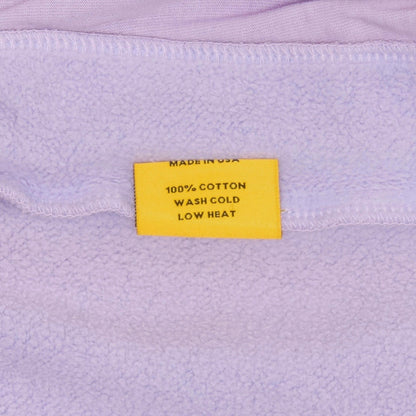 MADE IN USA
100% COTTON
WASH COLD
LOW HEAT